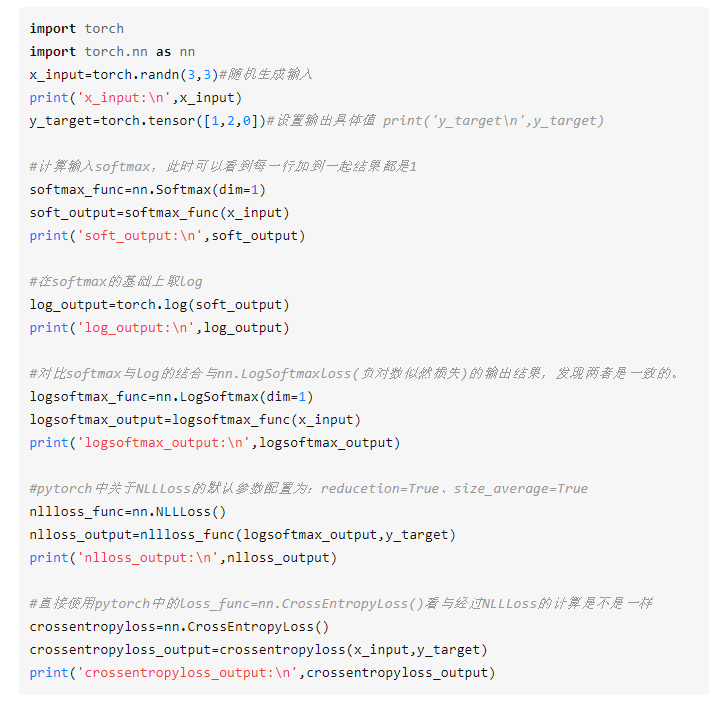 import torch
import torch.nn as nn
x_input=torch.randn(3,3)#随机生成输入
print('x_input:\n',x_input)
y_target=torch.tensor([1,2,0])#设置输出具体值 print('y_target\n',y_target)
#计算输入softmax，此时可以看到每一行加到一起结果都是1
softmax_func=nn.Softmax(dim=1)
soft_output=softmax_func(x_input)
print('soft_output:\n',soft_output)
#在softmax的基础上取log
log_output=torch.log(soft_output)
print('log_output:\n',log_output)
#对比softmax与log的结合与nn.LogSoftmaxloss(负对数似然损失)的输出结果，发现两者是一致的。
logsoftmax_func=nn.LogSoftmax(dim=1)
logsoftmax_output=logsoftmax_func(x_input)
print('logsoftmax_output:\n',logsoftmax_output)
#pytorch中关于NLLLoss的默认参数配置为：reducetion=True、size_average=True
nllloss_func=nn.NLLLoss()
nlloss_output=nllloss_func(logsoftmax_output,y_target)
print('nlloss_output:\n',nlloss_output)
#直接使用pytorch中的loss_func=nn.CrossEntropyLoss()看与经过NLLLoss的计算是不是一样
crossentropyloss=nn.CrossEntropyLoss()
crossentropyloss_output=crossentropyloss(x_input,y_target)
print('crossentropyloss_output:\n',crossentropyloss_output)